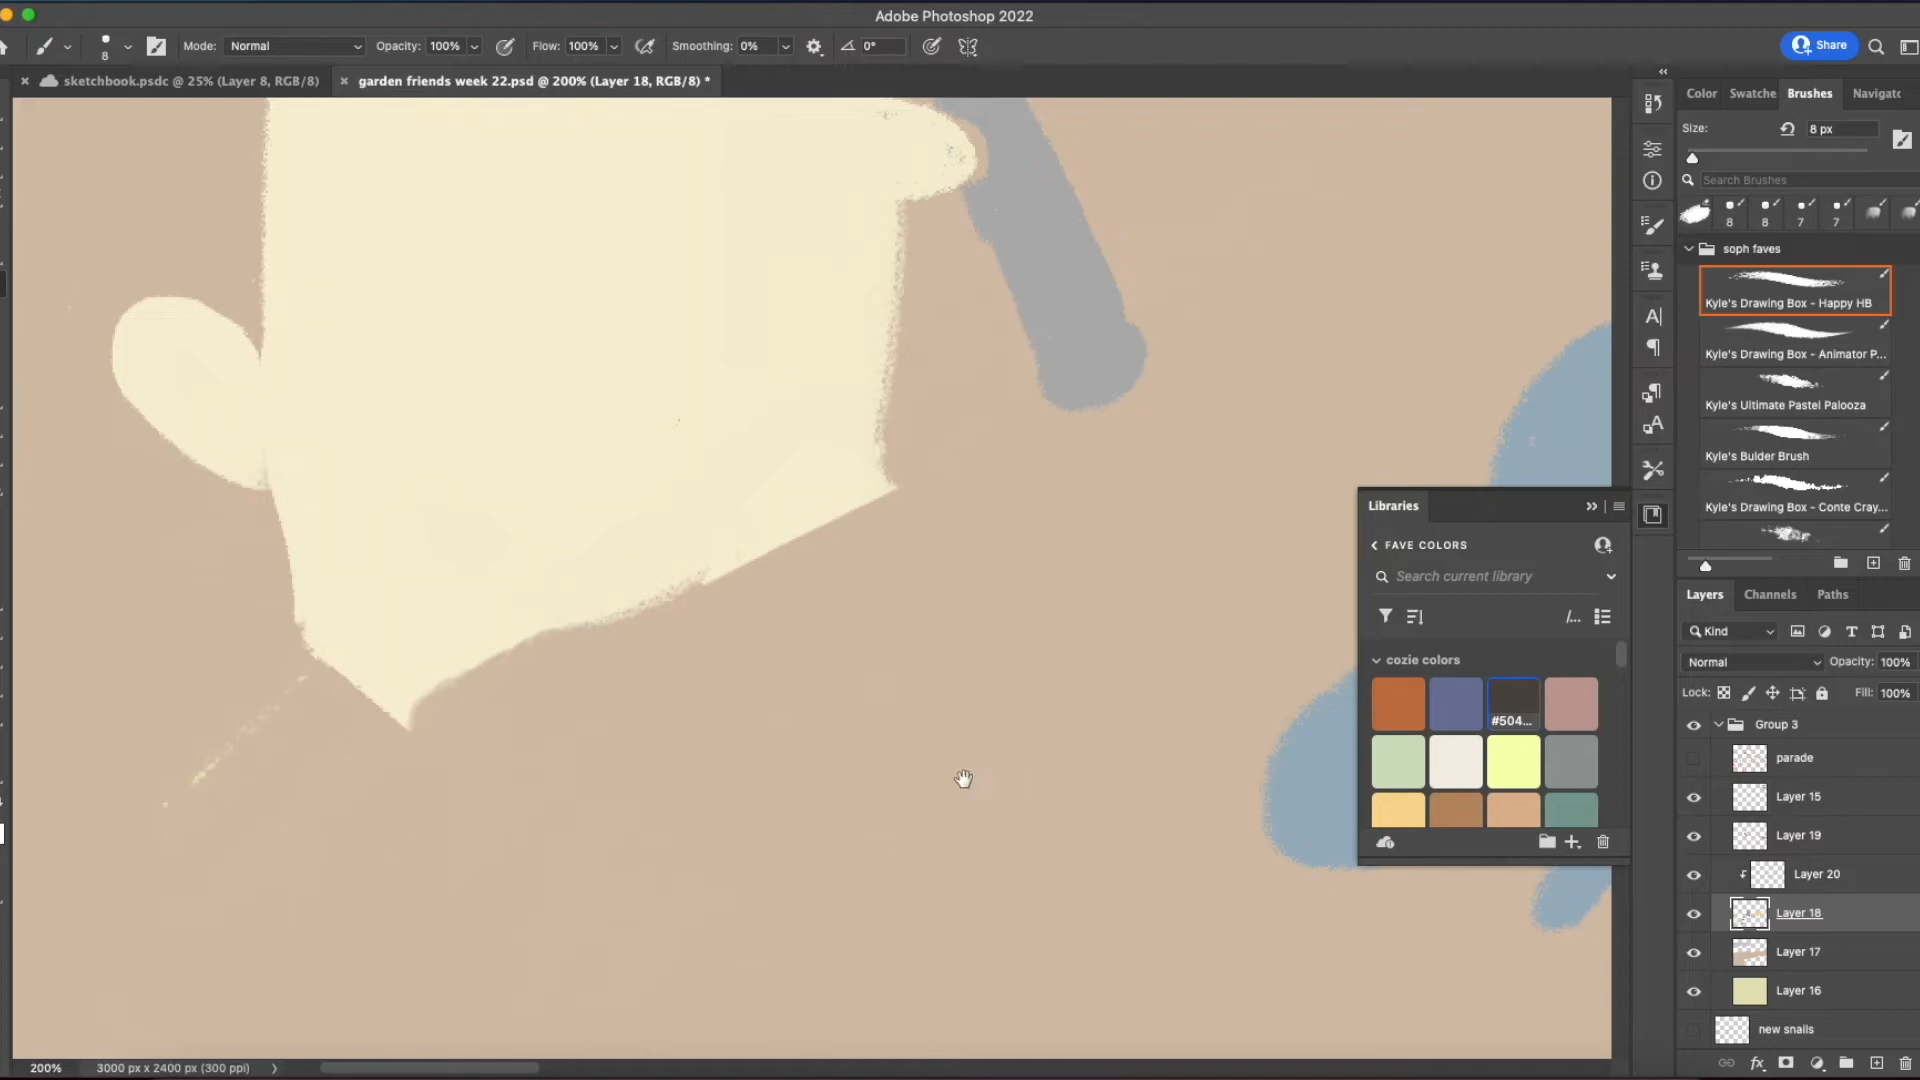 Adobe Photoshop 2022
8
Mode: Normal
Opacity: 100%
Flow: 100%
Smoothing: 0%
0°
Share
sketchbook.psdc @ 25% (Layer 8, RGB/8)
garden friends week 22.psd @ 200% (Layer 18, RGB/8) *
Color
Swatche
Brushes
Navigatc
Size:
8 px
Search Brushes
8
8
7
7
soph faves
Kyle's Drawing Box - Happy HB
Kyle's Drawing Box - Animator P...
Kyle's Ultimate Pastel Palooza
Kyle's Bulder Brush
Kyle's Drawing Box - Conte Cray...
Libraries
FAVE COLORS
Search current library
cozie colors
#504...
Layers
Channels
Paths
Kind
Normal
Opacity: 100%
Lock:
Fill: 100%
Group 3
parade
Layer 15
Layer 19
Layer 20
Layer 18
Layer 17
Layer 16
new snails
200%
3000 px x 2400 px (300 ppi)